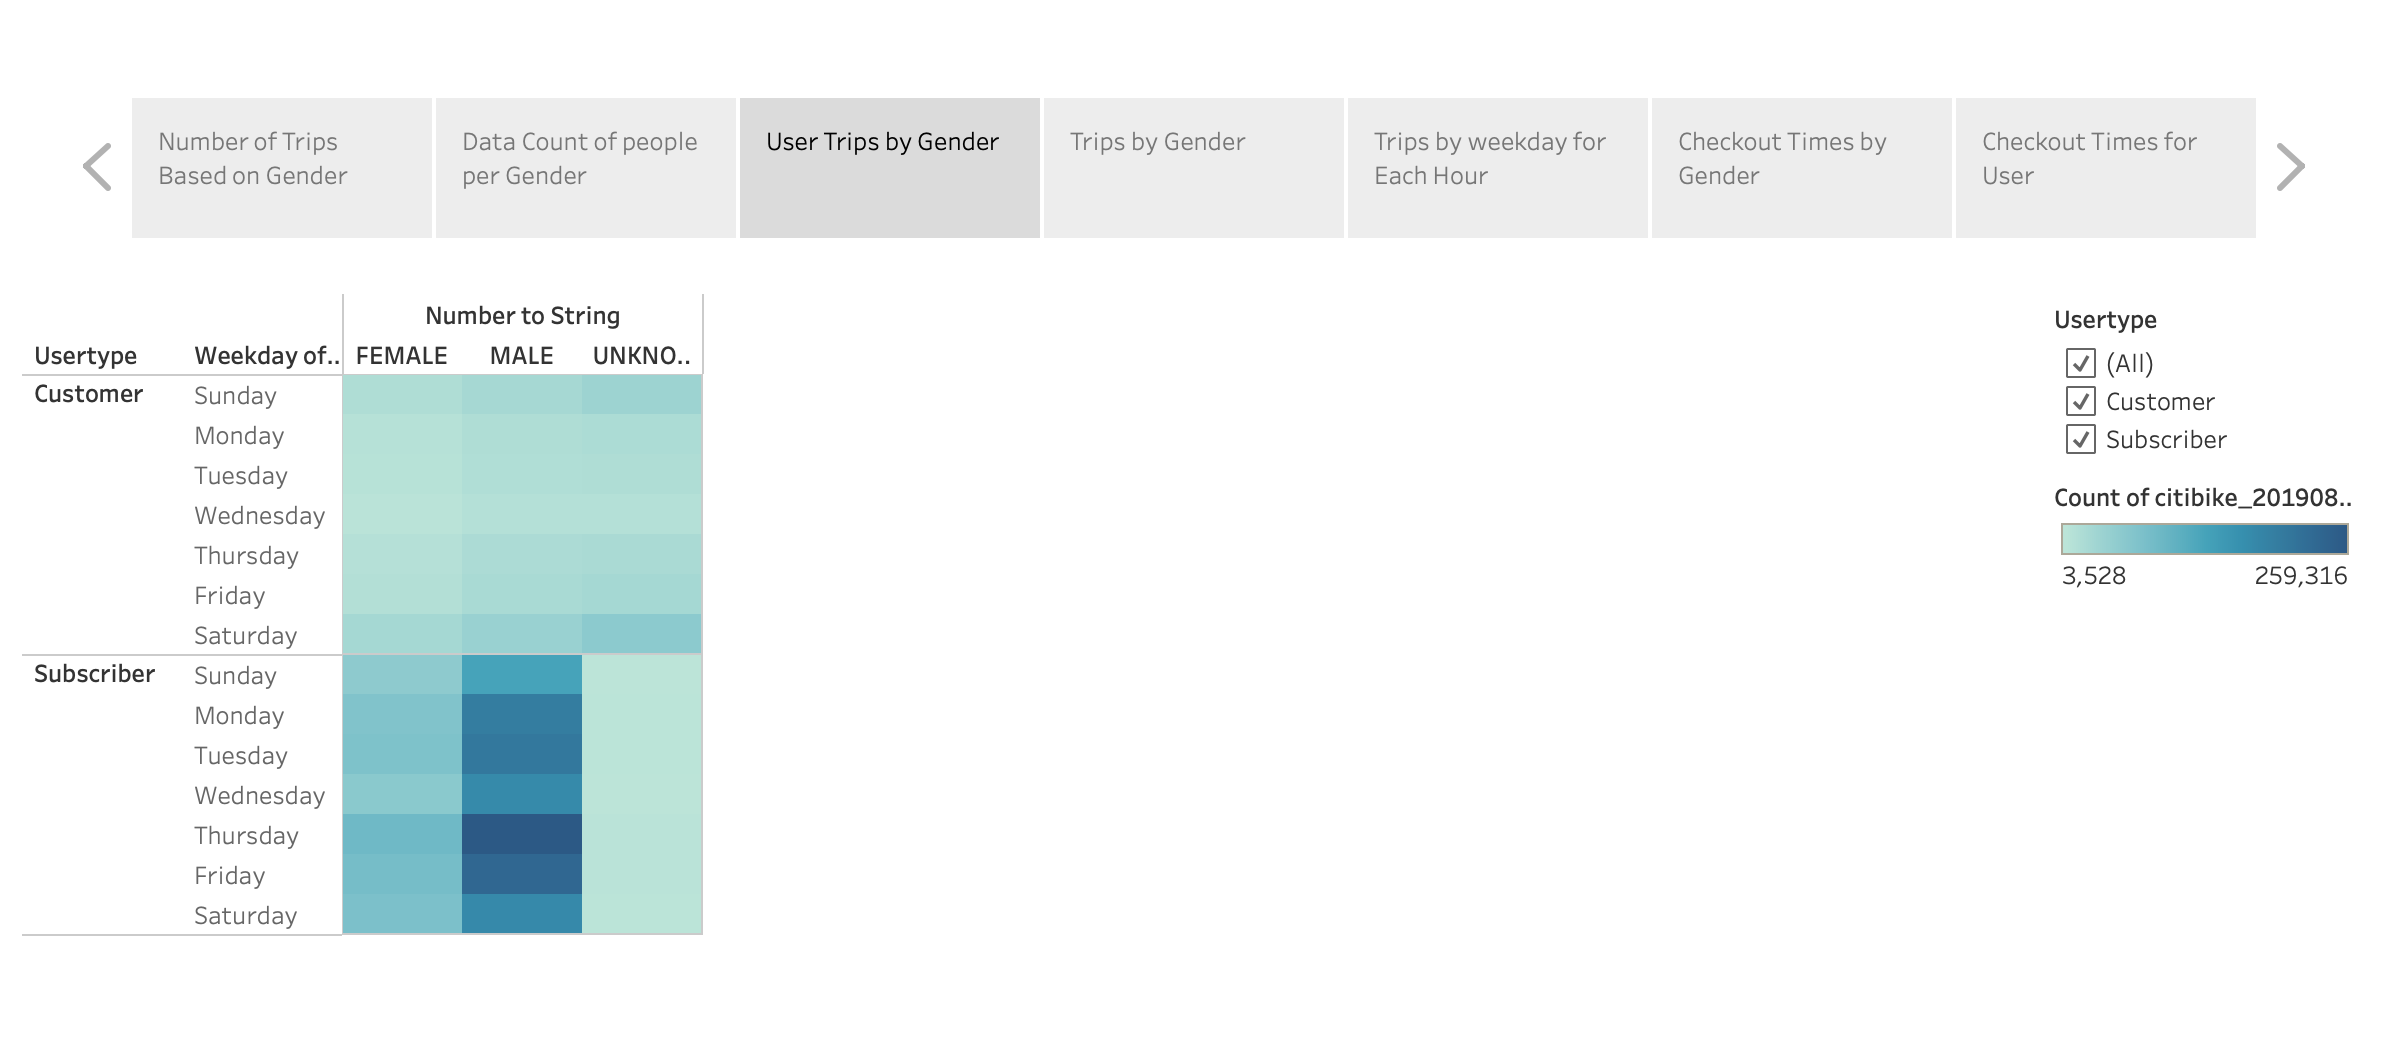 Number of Trips
Based on Gender
Data Count of people
per Gender
User Trips by Gender
Trips by Gender
Trips by weekday for
Each Hour
Checkout Times by
Gender
Checkout Times for
User
Number to String
Usertype Weekday of.. FEMALE MALE UNKNO..
Customer Sunday
Monday
Tuesday
Wednesday
Thursday
Friday
Saturday
Subscriber Sunday
Monday
Tuesday
Wednesday
Thursday
Friday
Saturday
Usertype
(All)
Customer
Subscriber
Count of citibike_201908..
3,528 259,316